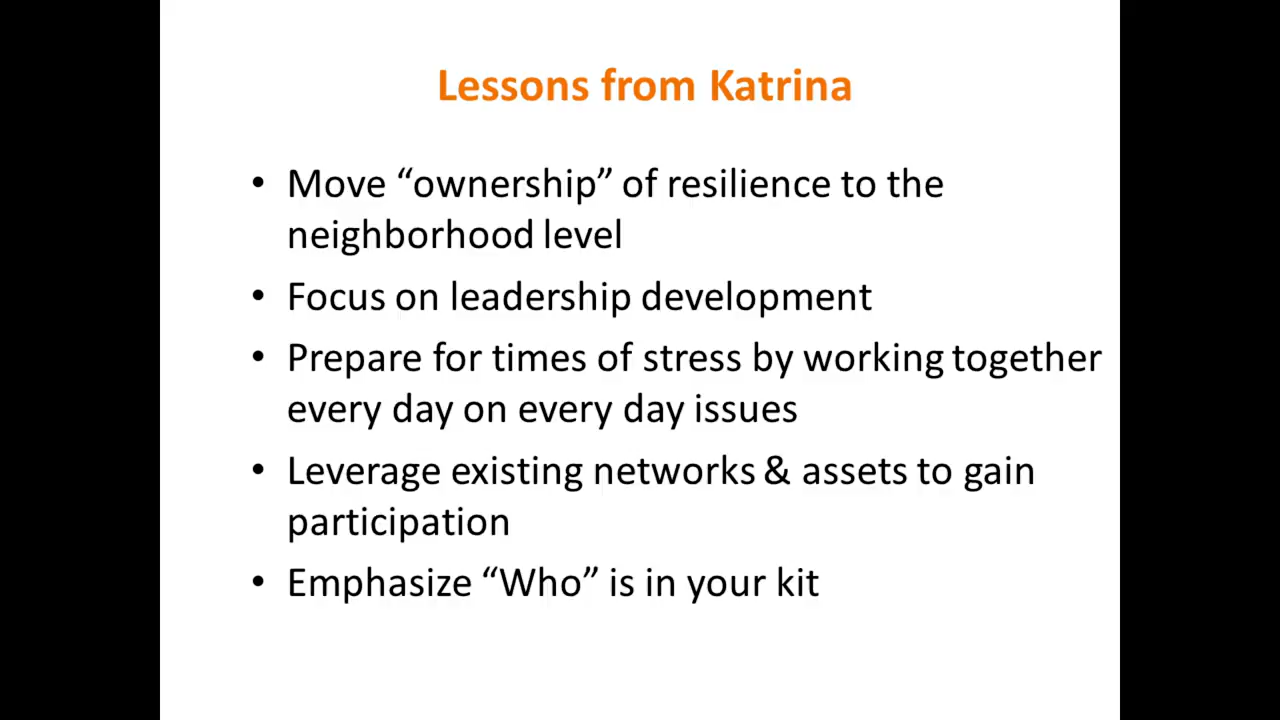 Lessons from Katrina
• Move “ownership” of resilience to the
neighborhood level
• Focus on leadership development
• Prepare for times of stress by working together
every day on every day issues
• Leverage existing networks & assets to gain
participation
• Emphasize “Who” is in your kit